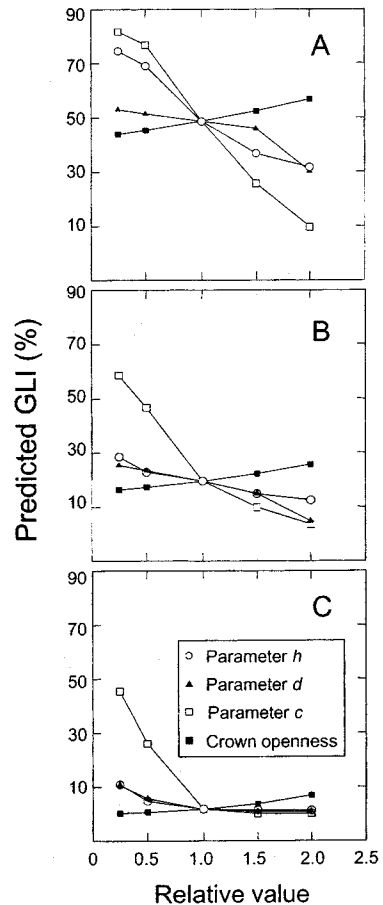 90
A
70
50
30
10
90
B
70
50
30
10
90
C
70
50
30
10
Predicted GLI (%)
Parameter h
Parameter d
Parameter c
Crown openness
0 0.5 1.0 1.5 2.0 2.5
Relative value